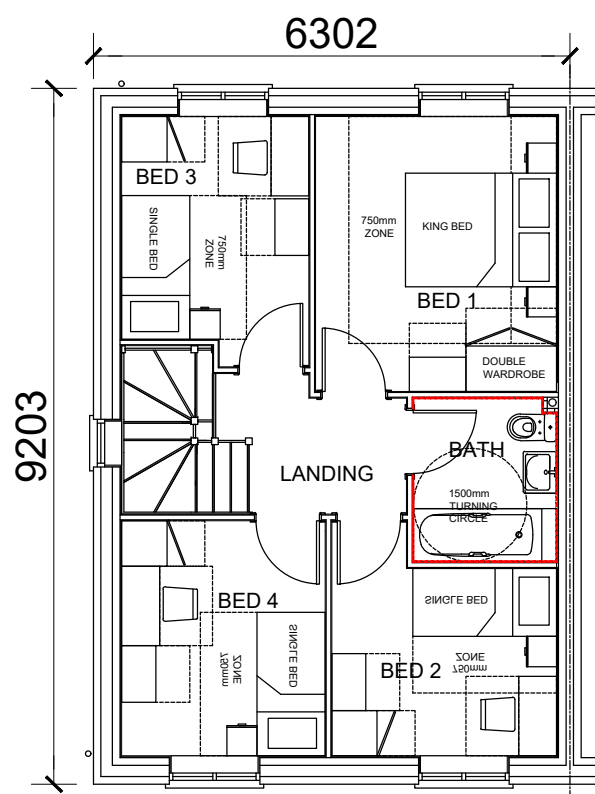 6302
9203
BED 3
SINGLE BED
750mm
ZONE
750mm
ZONE
KING BED
BED 1
DOUBLE
WARDROBE
BATH
LANDING
1500mm
TURNING
CIRCLE
BED 4
SINGLE BED
ZONE
750mm
SINGLE BED
ZONE
750mm
BED 2